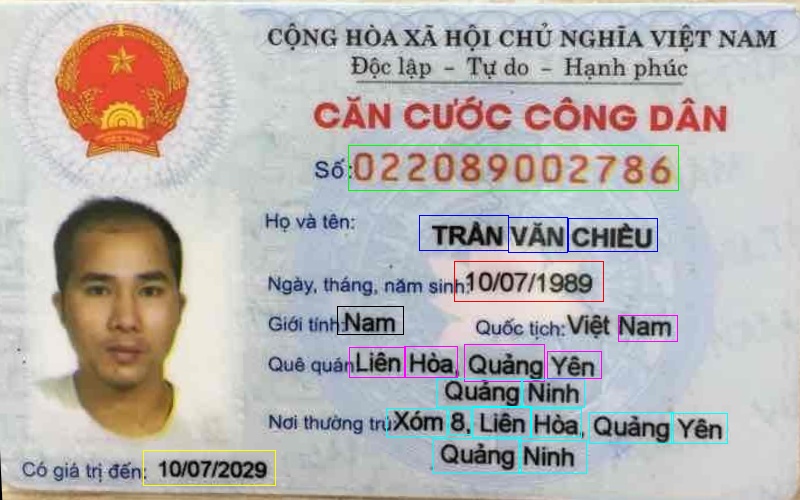 CỘNG HÒA XÃ HỘI CHỦ NGHĨA VIỆT NAM
Độc lập - Tự do - Hạnh phúc
CĂN CƯỚC CÔNG DÂN
Số: 022089002786
Họ và tên: TRẦN VĂN CHIỀU
Ngày, tháng, năm sinh: 10/07/1989
Giới tính: Nam Quốc tịch: Việt Nam
Quê quán: Liên Hòa, Quảng Yên
Quảng Ninh
Nơi thường trú: Xóm 8, Liên Hòa, Quảng Yên
Quảng Ninh
Có giá trị đến: 10/07/2029